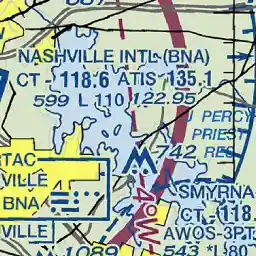 NASHVILLE INTL (BNA)
CT - 118.6 ATIS 135.1
599 L 110 122.95
J PERCY
PRIEST
742 RES
TAC
VILLE
BNA
VILLE
4°W
SMYRNA
CT - 118.
AWOS-3PT
1089
543 *L 80